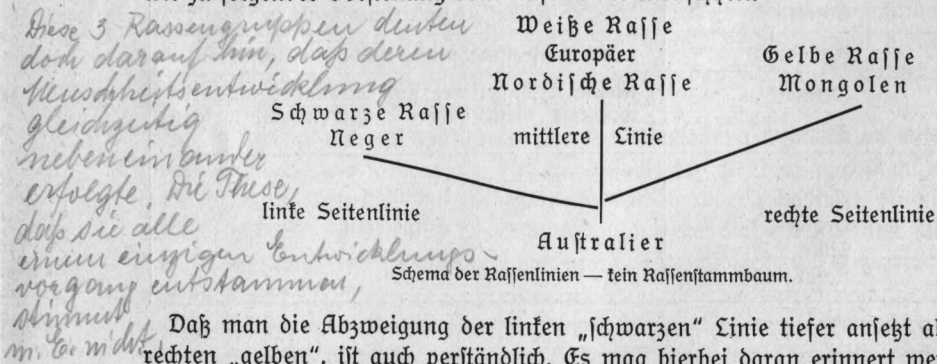 Diese 3 Rassengruppen deuten
doch darauf hin, daß deren
Menschheitsentwicklung
gleichzeitig
nebeneinander
erfolgte. Die These,
daß sie alle
einem einzigen Entwicklungs-
vorgang entstammen,
stimmt
m. E. nicht.
Weiße Rasse
Europäer
Nordische Rasse
Gelbe Rasse
Mongolen
Schwarze Rasse
Neger
mittlere Linie
linke Seitenlinie
rechte Seitenlinie
Australier
Schema der Rassenlinien — kein Rassenstammbaum.
Daß man die Abzweigung der linken „schwarzen“ Linie tiefer ansetzt
rechten „gelben“, ist auch verständlich. Es mag hierbei daran erinnert